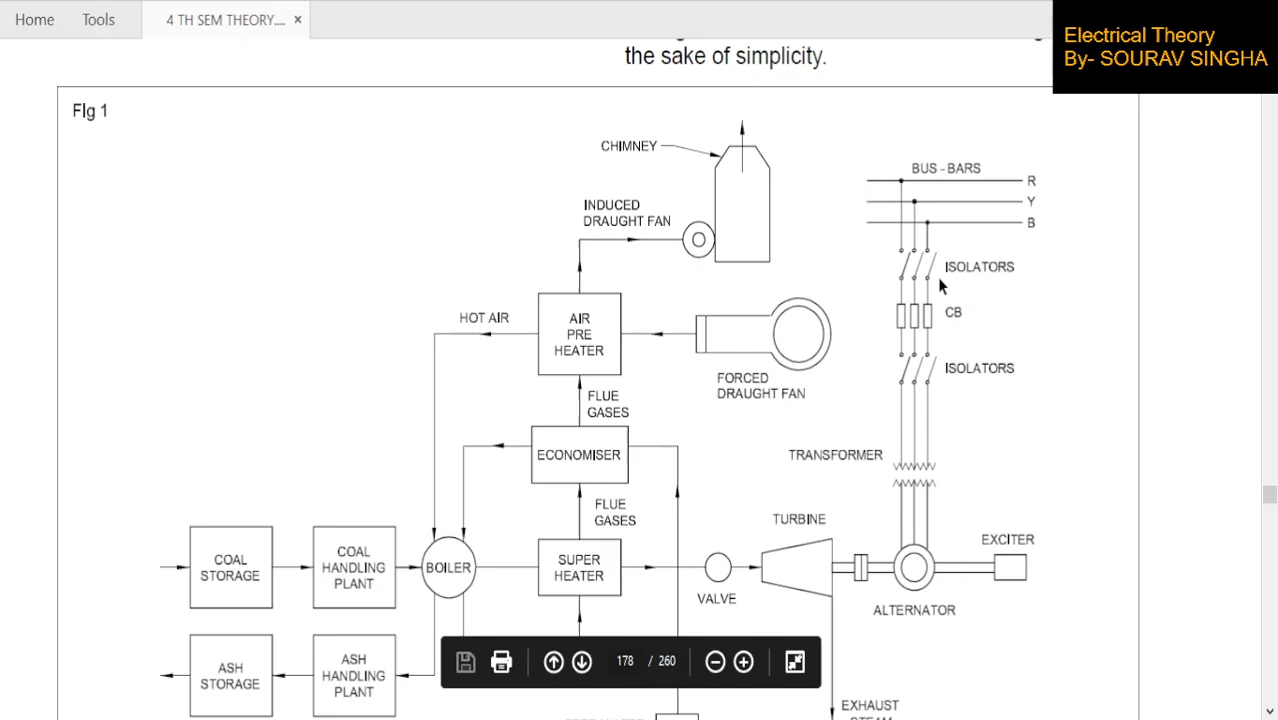 Home
Tools
4 TH SEM THEORY.... ×
Electrical Theory
By- SOURAV SINGHA
the sake of simplicity.
FIg 1
CHIMNEY
BUS - BARS
R
Y
B
INDUCED
DRAUGHT FAN
ISOLATORS
HOT AIR
AIR
PRE
HEATER
CB
FORCED
DRAUGHT FAN
ISOLATORS
FLUE
GASES
ECONOMISER
TRANSFORMER
FLUE
GASES
TURBINE
EXCITER
COAL
STORAGE
COAL
HANDLING
PLANT
BOILER
SUPER
HEATER
VALVE
ALTERNATOR
ASH
STORAGE
ASH
HANDLING
PLANT
178 / 260
EXHAUST
STEAM